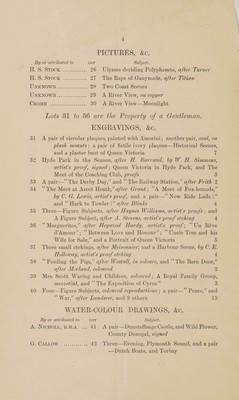 4
PICTURES, &c.
By or attributed to LOT Subject.
H. S. STOCK ............ 26 Ulysses deriding Polyphemus, after Turner
H. S. STOCK ............ 27 The Rape of Ganymede, after Titian
UNKNOWN ............... 28 Two Coast Scenes
UNKNOWN ............... 29 A River View, on copper
CROME .................. 30 A River View—Moonlight
Lots 31 to 56 are the Property of a Gentleman.
ENGRAVINGS, &c.
31 A pair of circular plaques, painted with Amorini; another pair, oval, on
plush mounts; a pair of fictile ivory plaques—Historical Scenes,
and a plaster bust of Queen Victoria 7
32 Hyde Park in the Season, after H. Barraud, by W. H. Simmons,
artist's proof, signed; Queen Victoria in Hyde Park, and The
Meet of the Coaching Club, proofs 3
33 A pair—"The Derby Day," and "The Railway Station," after Frith 2
34 "The Meet at Ascot Heath," after Grant; "A Meet of Fox-hounds,"
by C. G. Lewis, artist's proof, and a pair—"Now Ride Lads!"
and "Hark to Towler!" after Blinks 4
35 Three—Figure Subjects, after Haynes Williams, artist's proofs; and
A Figure Subject, after A. Stevens, artist's proof etching 4
36 "Marguerites," after Heywood Hardy, artist's proof; "Un Rêve
d'Amour"; "Between Love and Honour"; "Uncle Tom and his
Wife for Sale," and a Portrait of Queen Victoria 5
37 Three small etchings, after Meissonier; and a Harbour Scene, by C. E.
Holloway, artist's proof etching 4
38 "Feeding the Pigs," after Westall, in colours, and "The Barn Door,"
after Morland, coloured 2
39 Mrs. Scott Waring and Children, coloured; A Royal Family Group,
mezzotint, and "The Exposition of Cyrus" 3
40 Four—Figure Subjects, coloured reproductions; a pair—"Peace," and
"War," after Landseer, and 9 others 15
WATER-COLOUR DRAWINGS, &c.
By or attributed to LOT Subject.
A. NICHOLL, R.H.A. ... 41 A pair—Dunstaffnage Castle, and Wild Flower,
County Donegal, signed 2
G. CALLOW ............ 42 Three—Evening, Plymouth Sound, and a pair
—Dutch Boats, and Torbay 3